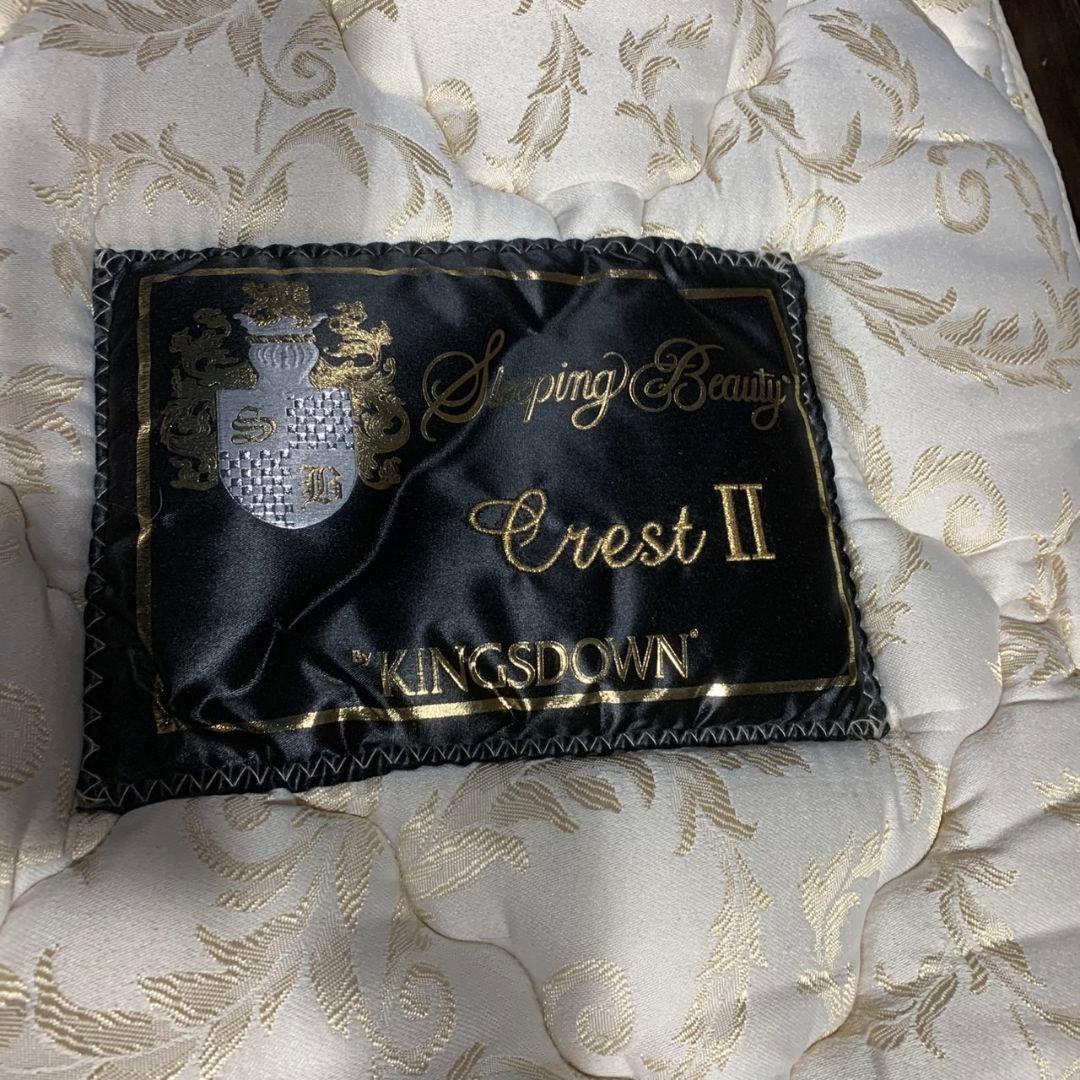 Sleeping Beauty
S
B
Crest II
By KINGSDOWN®